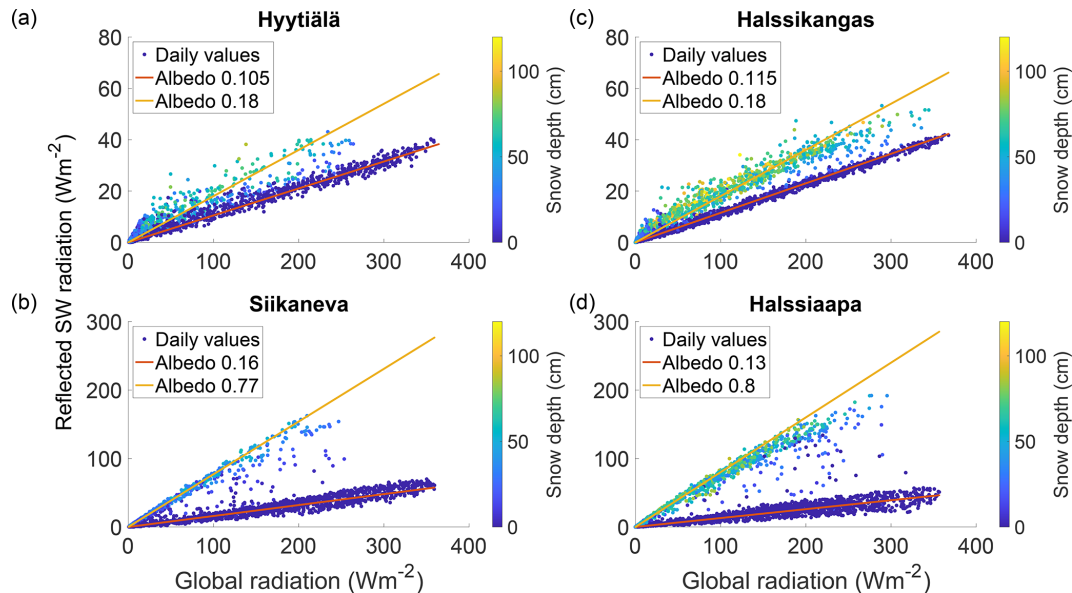 (a)
Hyytiälä
80
60
40
20
0
0 100 200 300 400
Daily values
Albedo 0.105
Albedo 0.18
100
50
0
Snow depth (cm)
(c)
Halssikangas
80
60
40
20
0
0 100 200 300 400
Daily values
Albedo 0.115
Albedo 0.18
100
50
0
Snow depth (cm)
Reflected SW radiation (Wm-2)
(b)
Siikaneva
300
200
100
0
0 100 200 300 400
Daily values
Albedo 0.16
Albedo 0.77
100
50
0
Snow depth (cm)
Global radiation (Wm-2)
(d)
Halssiaapa
300
200
100
0
0 100 200 300 400
Daily values
Albedo 0.13
Albedo 0.8
100
50
0
Snow depth (cm)
Global radiation (Wm-2)